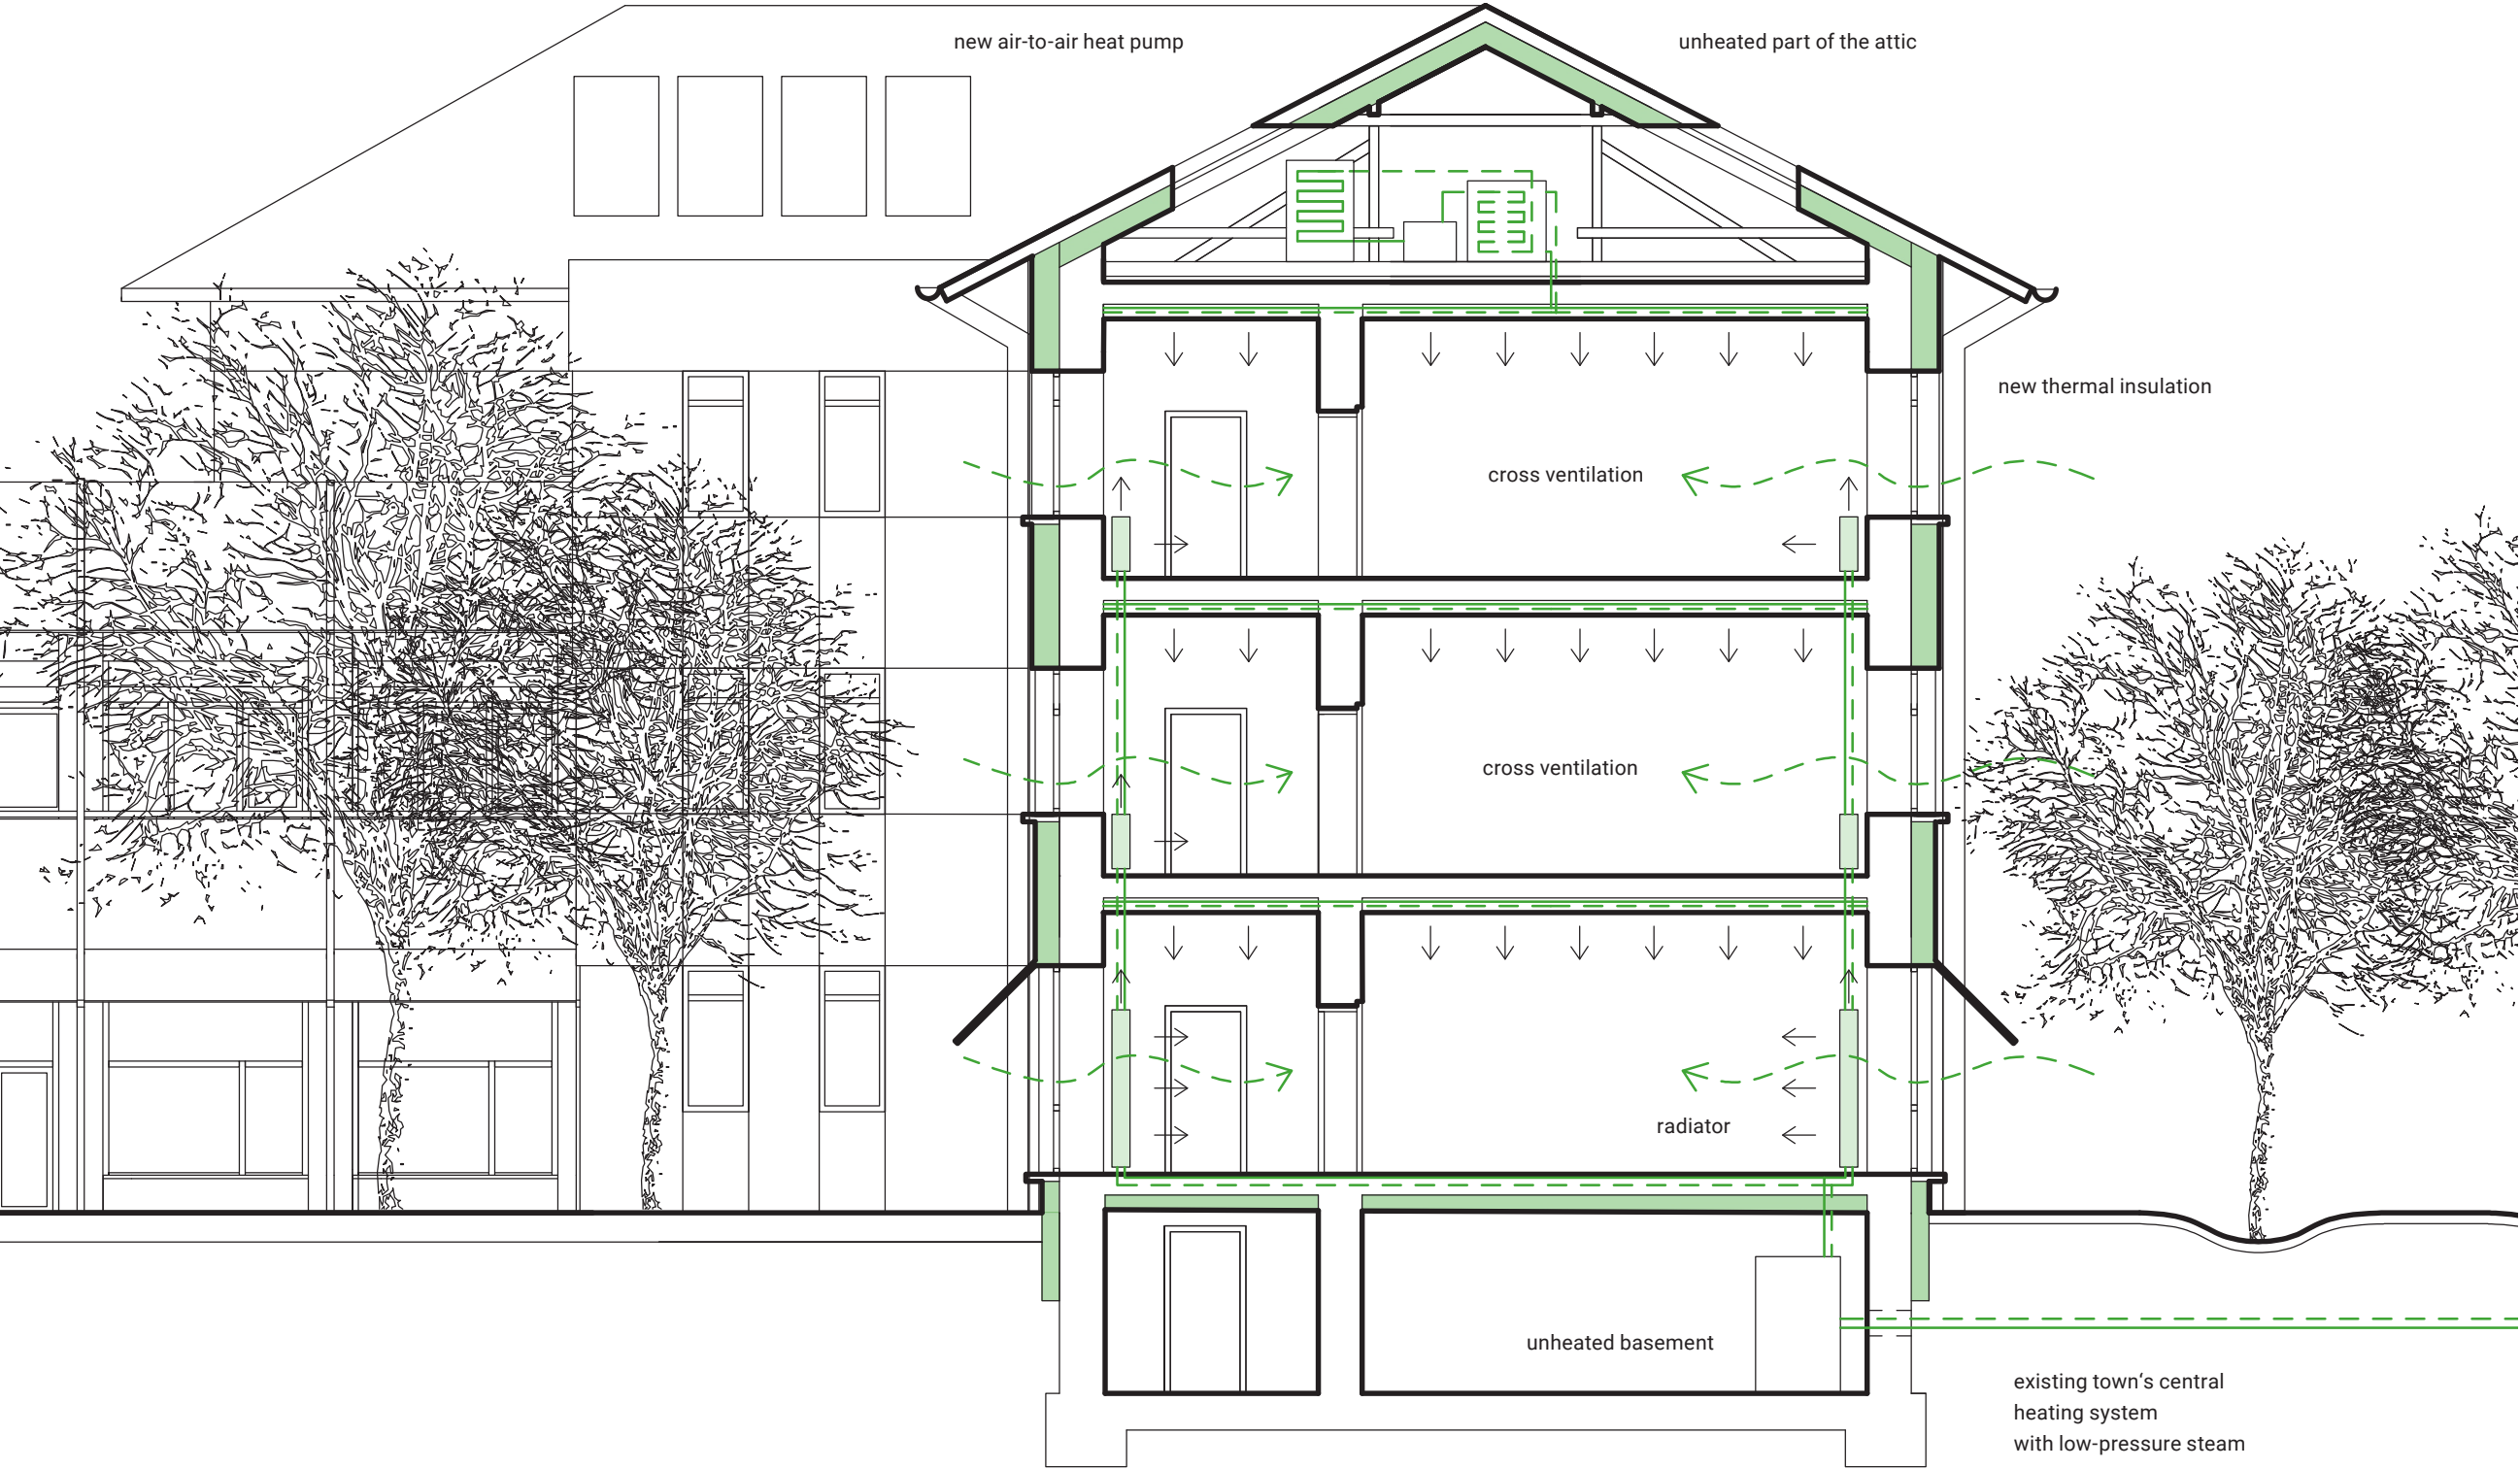 new air-to-air heat pump
unheated part of the attic
new thermal insulation
cross ventilation
cross ventilation
radiator
unheated basement
existing town‘s central
heating system
with low-pressure steam